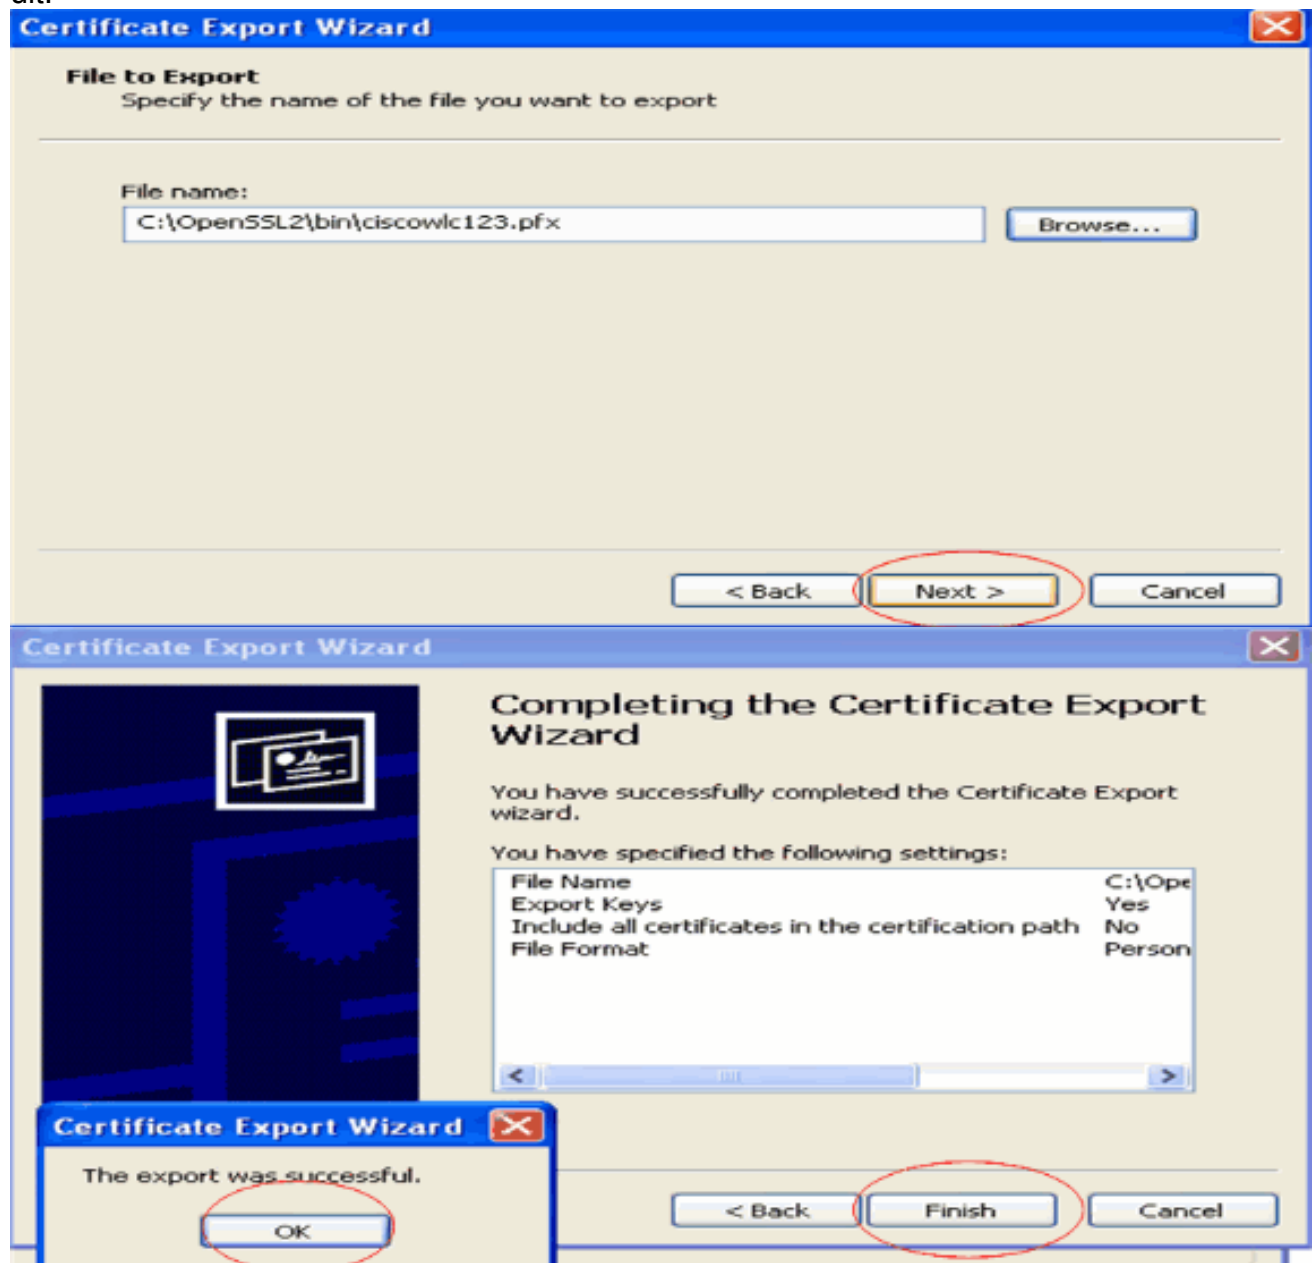 Certificate Export Wizard
File to Export
Specify the name of the file you want to export
File name:
C:\OpenSSL2\bin\ciscowlc123.pfx
Browse...
< Back Next > Cancel
Certificate Export Wizard
Completing the Certificate Export
Wizard
You have successfully completed the Certificate Export
wizard.
You have specified the following settings:
File Name C:\Ope
Export Keys Yes
Include all certificates in the certification path No
File Format Person
Certificate Export Wizard
The export was successful.
OK
< Back Finish Cancel